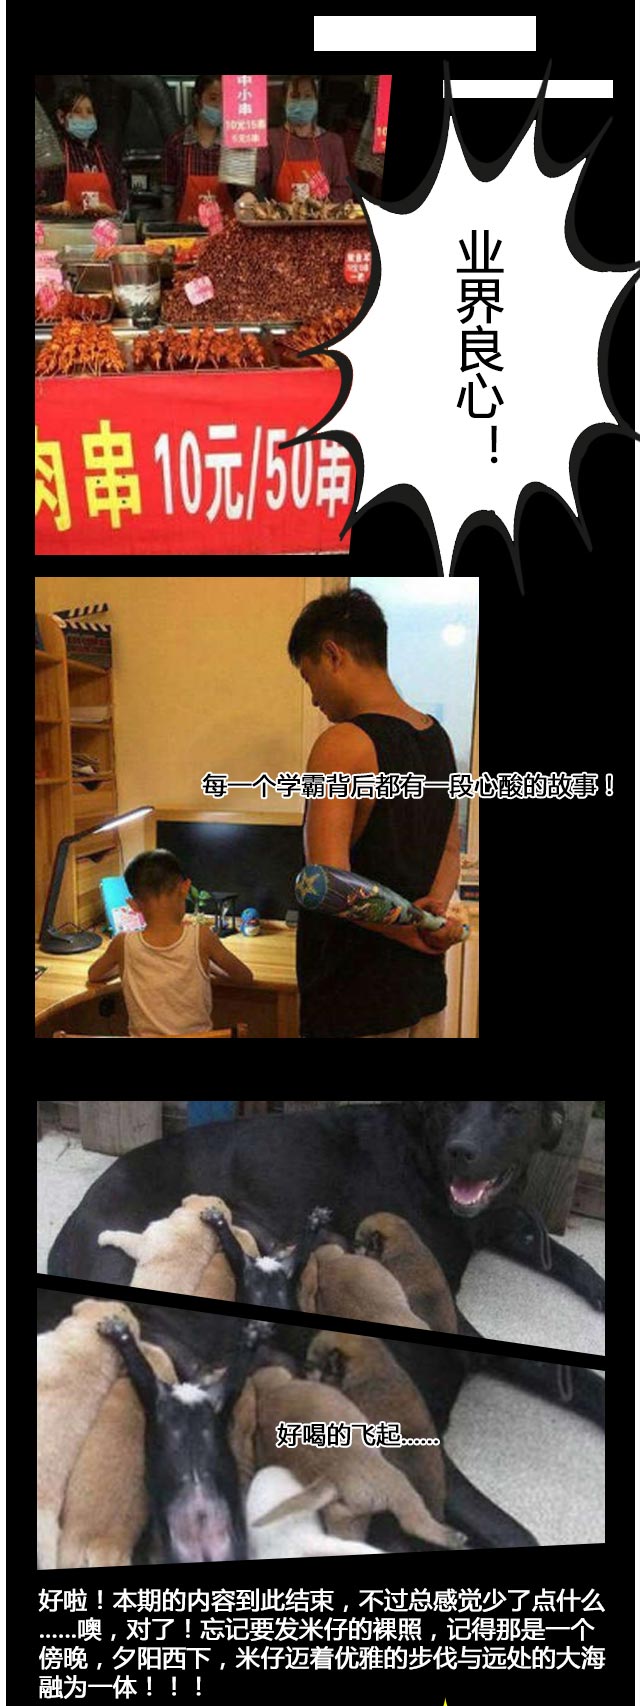 中小串
10元15串
5元5串
业界良心！
肉串 10元/50串
每一个学霸背后都有一段心酸的故事！
好喝的飞起......
好啦！本期的内容到此结束，不过总感觉少了点什么
......噢，对了！忘记要发米仔的裸照，记得那是一个
傍晚，夕阳西下，米仔迈着优雅的步伐与远处的大海
融为一体！！！